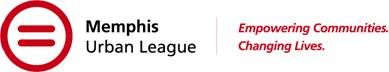 Memphis
Urban League
Empowering Communities.
Changing Lives.